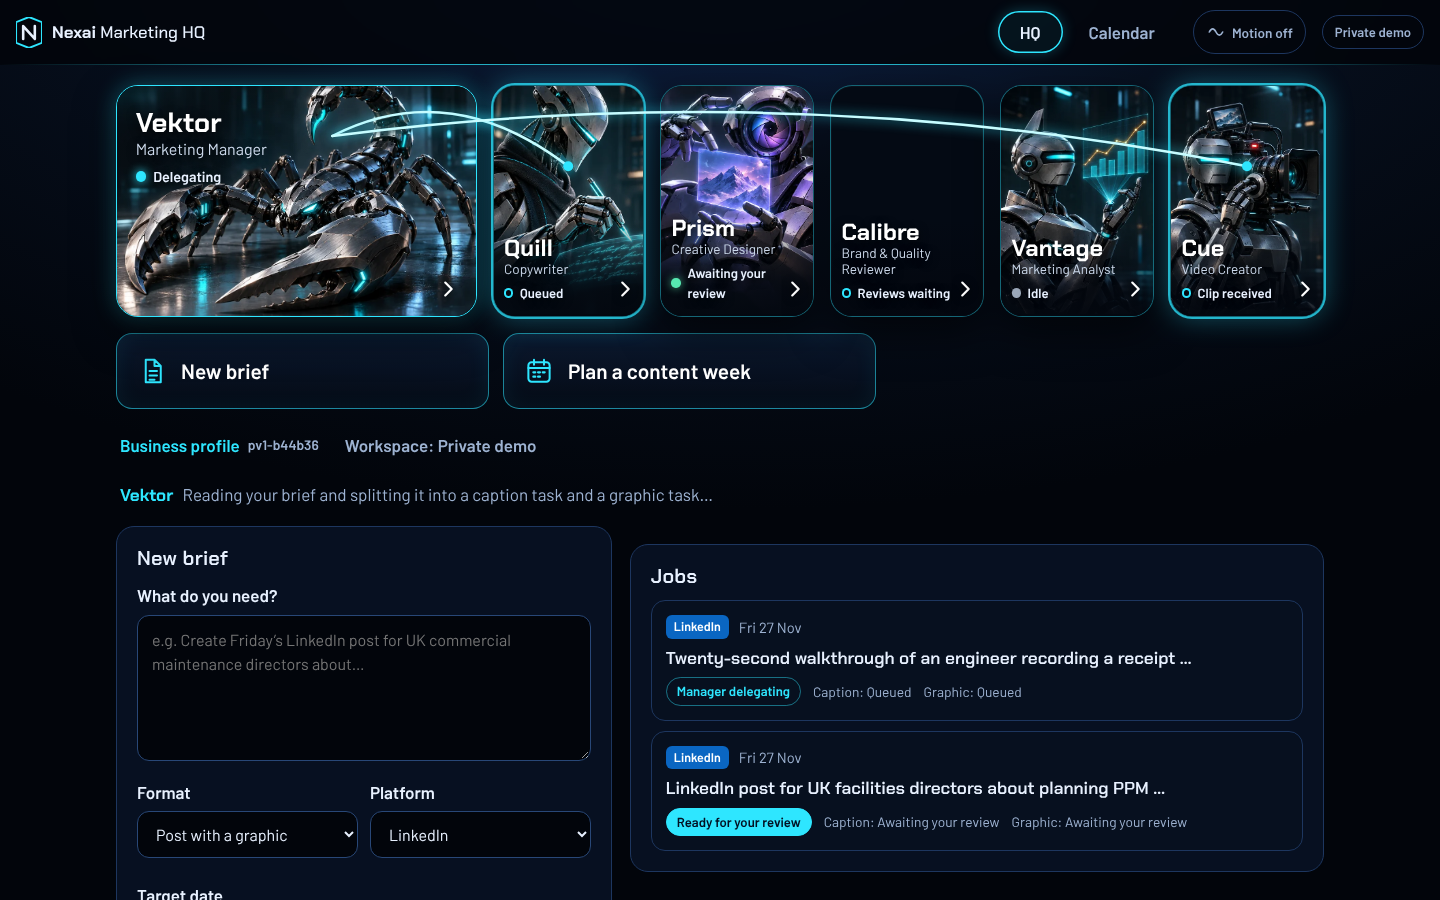 N Nexai Marketing HQ
HQ
Calendar
Motion off
Private demo
Vektor
Marketing Manager
Delegating
Quill
Copywriter
Queued
Prism
Creative Designer
Awaiting your
review
Calibre
Brand & Quality
Reviewer
Reviews waiting
Vantage
Marketing Analyst
Idle
Cue
Video Creator
Clip received
New brief
Plan a content week
Business profile pv1-b44b36
Workspace: Private demo
Vektor Reading your brief and splitting it into a caption task and a graphic task...
New brief
What do you need?
e.g. Create Friday's LinkedIn post for UK commercial
maintenance directors about...
Format
Platform
Post with a graphic
LinkedIn
Target date
Jobs
LinkedIn Fri 27 Nov
Twenty-second walkthrough of an engineer recording a receipt ...
Manager delegating Caption: Queued Graphic: Queued
LinkedIn Fri 27 Nov
LinkedIn post for UK facilities directors about planning PPM ...
Ready for your review Caption: Awaiting your review Graphic: Awaiting your review